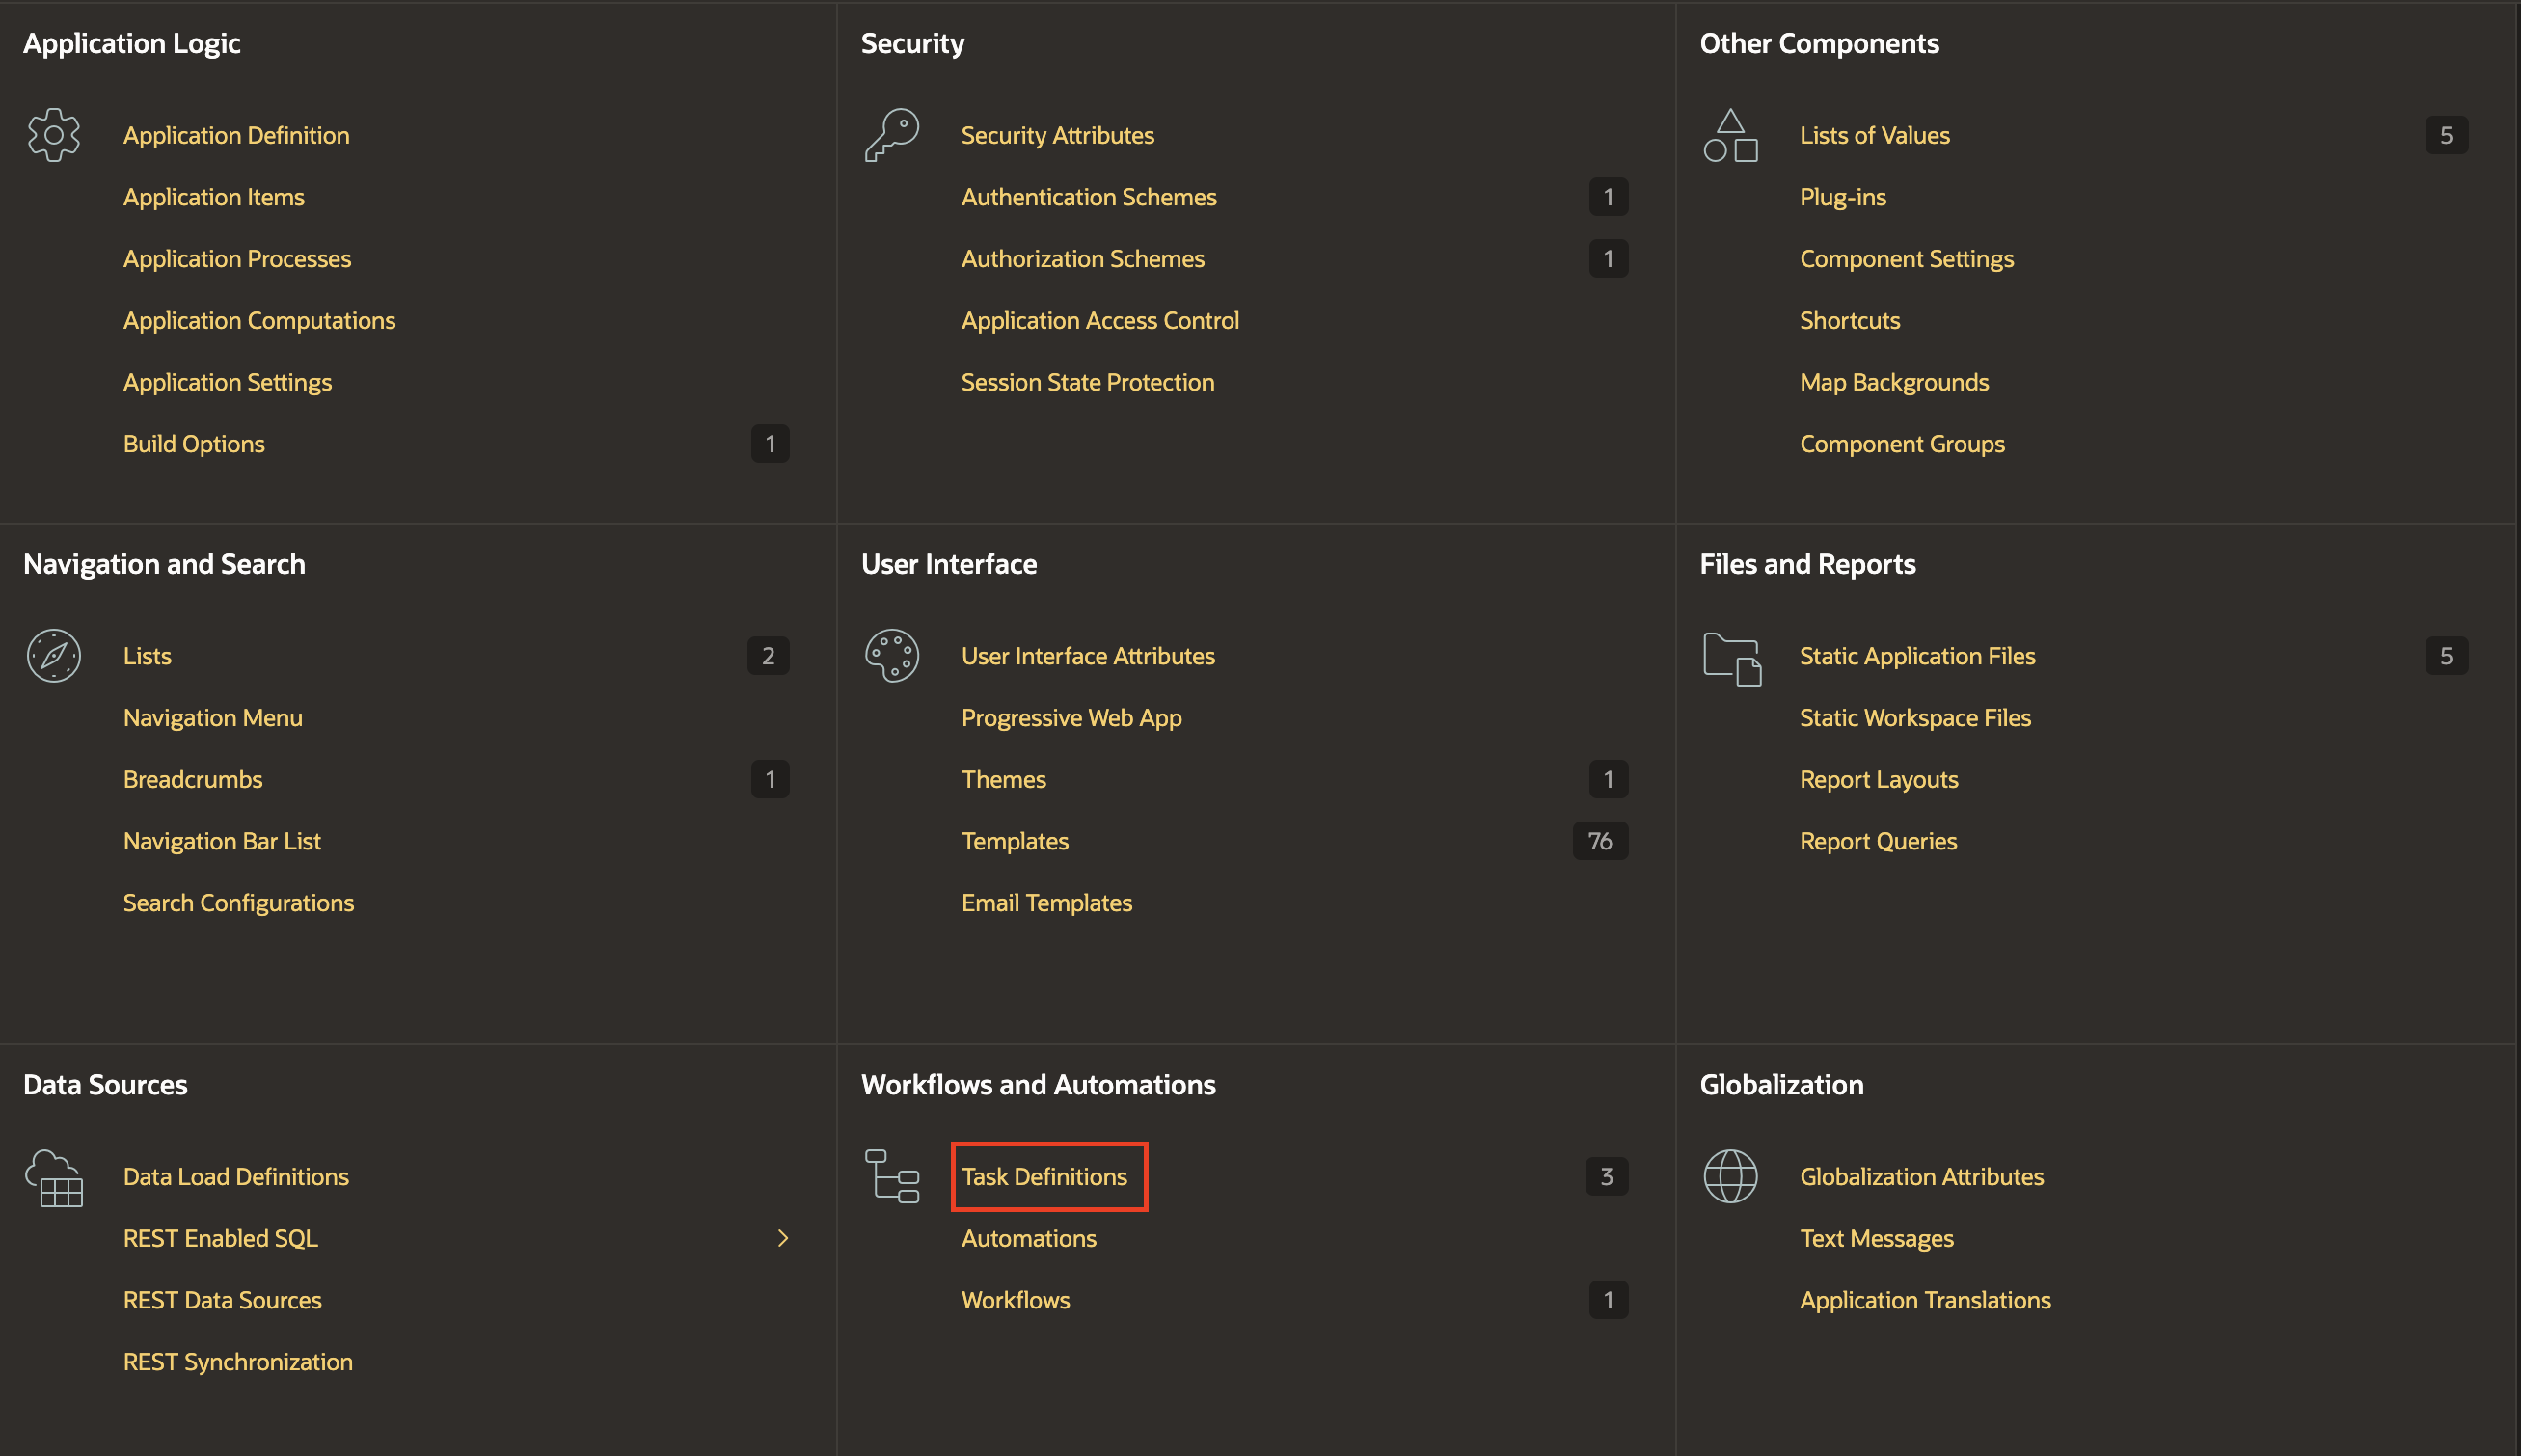 Application Logic
Application Definition
Application Items
Application Processes
Application Computations
Application Settings
Build Options 1
Security
Security Attributes
Authentication Schemes 1
Authorization Schemes 1
Application Access Control
Session State Protection
Other Components
Lists of Values 5
Plug-ins
Component Settings
Shortcuts
Map Backgrounds
Component Groups
Navigation and Search
Lists 2
Navigation Menu
Breadcrumbs 1
Navigation Bar List
Search Configurations
User Interface
User Interface Attributes
Progressive Web App
Themes 1
Templates 76
Email Templates
Files and Reports
Static Application Files 5
Static Workspace Files
Report Layouts
Report Queries
Data Sources
Data Load Definitions
REST Enabled SQL
REST Data Sources
REST Synchronization
Workflows and Automations
Task Definitions 3
Automations
Workflows 1
Globalization
Globalization Attributes
Text Messages
Application Translations